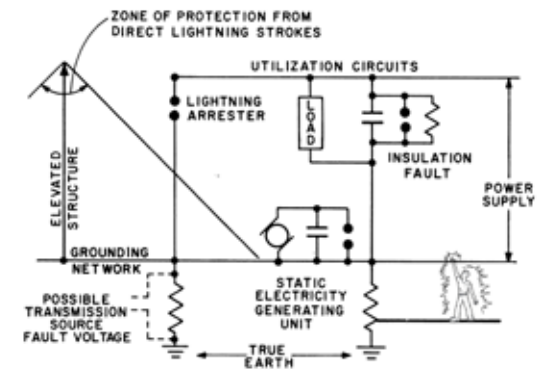 ZONE OF PROTECTION FROM
DIRECT LIGHTNING STROKES
UTILIZATION CIRCUITS
LIGHTNING
ARRESTER
LOAD
INSULATION
FAULT
ELEVATED
STRUCTURE
POWER
SUPPLY
GROUNDING
NETWORK
STATIC
ELECTRICITY
GENERATING
UNIT
POSSIBLE
TRANSMISSION
SOURCE
FAULT VOLTAGE
TRUE
EARTH